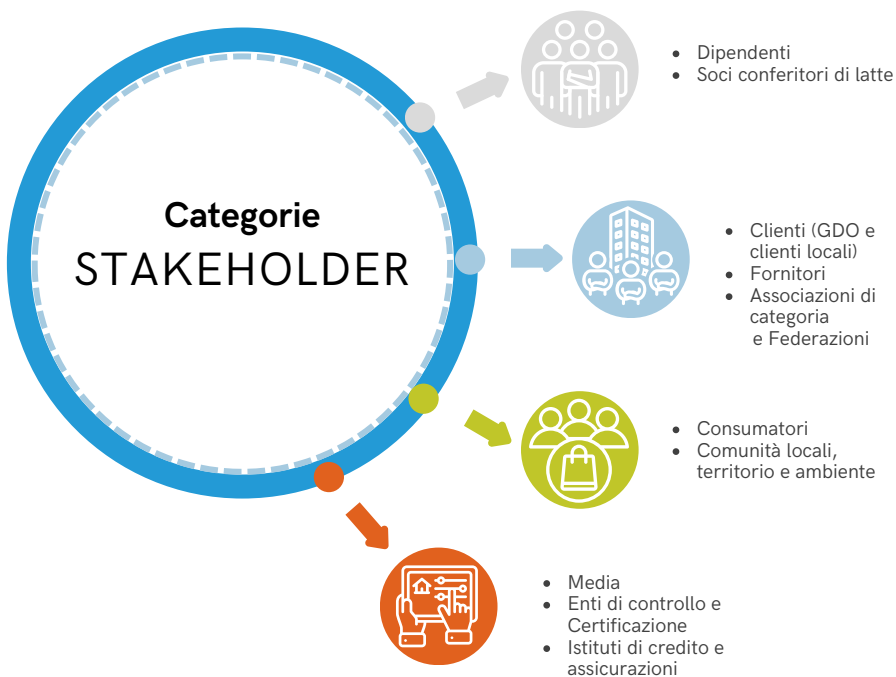 Categorie
STAKEHOLDER
• Dipendenti
• Soci conferitori di latte
• Clienti (GDO e
clienti locali)
• Fornitori
• Associazioni di
categoria
e Federazioni
• Consumatori
• Comunità locali,
territorio e ambiente
• Media
• Enti di controllo e
Certificazione
• Istituti di credito e
assicurazioni